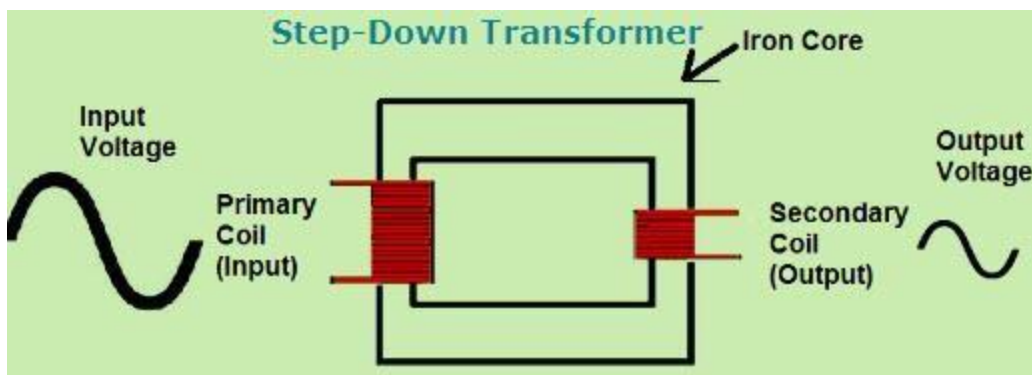 Step-Down Transformer
Iron Core
Input
Voltage
Primary
Coil
(Input)
Secondary
Coil
(Output)
Output
Voltage